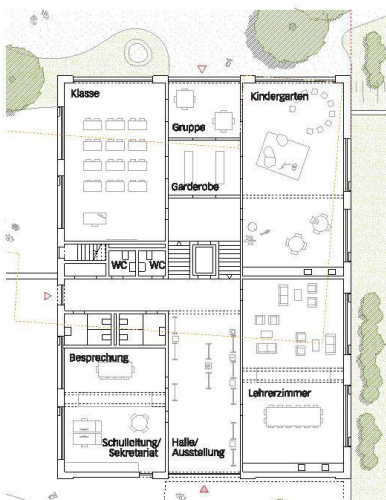 Klasse
Kindergarten
Gruppe
Garderobe
WC WC
Besprechung
Lehrerzimmer
Schulleitung/ Halle/
Sekretariat Ausstellung